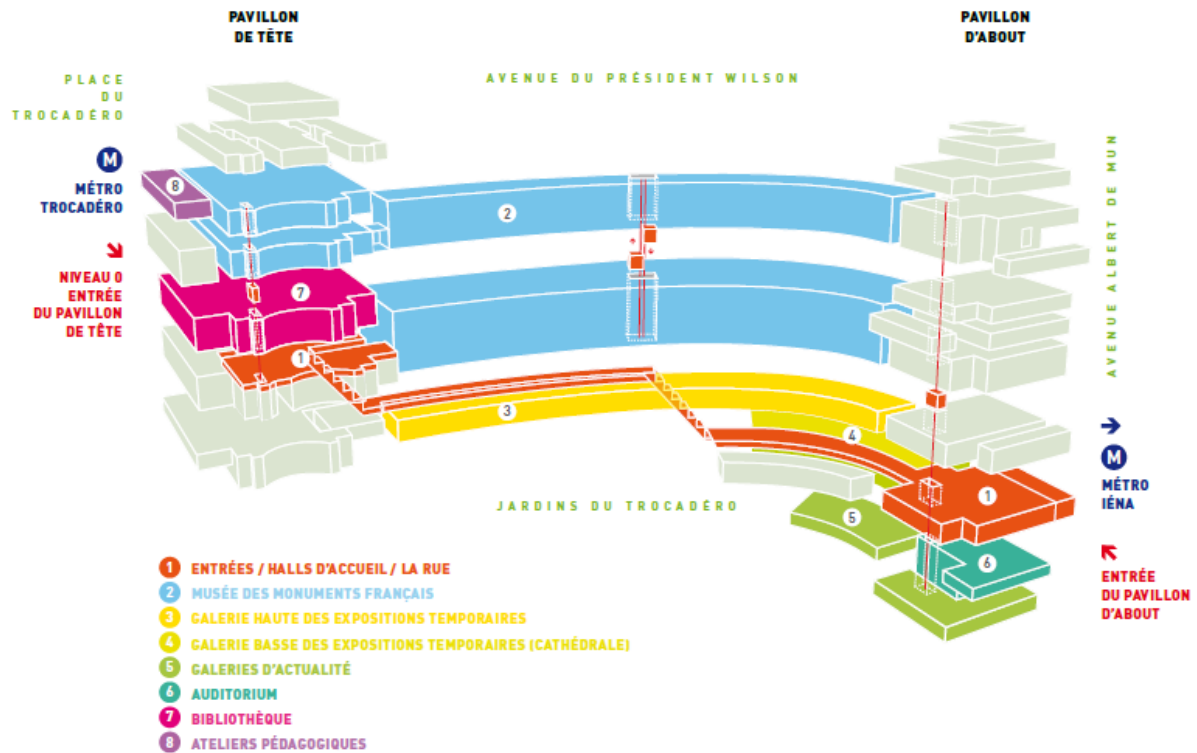 PAVILLON
DE TÊTE
PAVILLON
D'ABOUT
PLACE
DU
TROCADÉRO
AVENUE DU PRÉSIDENT WILSON
AVENUE ALBERT DE MUN
M
MÉTRO
TROCADÉRO
NIVEAU 0
ENTRÉE
DU PAVILLON
DE TÊTE
8
2
7
1
3
4
1
5
6
M
MÉTRO
IÉNA
ENTRÉE
DU PAVILLON
D'ABOUT
JARDINS DU TROCADÉRO
1 ENTRÉES / HALLS D'ACCUEIL / LA RUE
2 MUSÉE DES MONUMENTS FRANÇAIS
3 GALERIE HAUTE DES EXPOSITIONS TEMPORAIRES
4 GALERIE BASSE DES EXPOSITIONS TEMPORAIRES (CATHÉDRALE)
5 GALERIES D'ACTUALITÉ
6 AUDITORIUM
7 BIBLIOTHÈQUE
8 ATELIERS PÉDAGOGIQUES